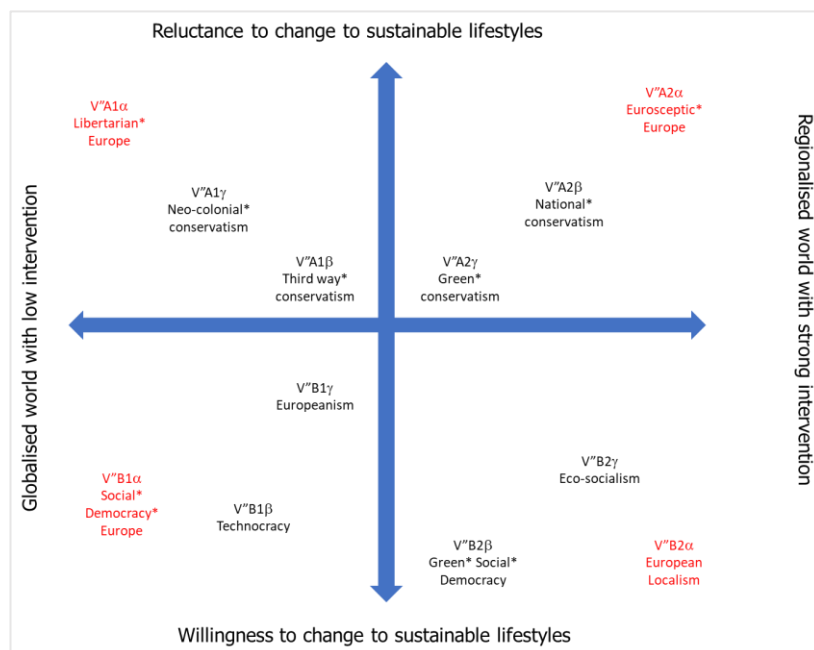 Reluctance to change to sustainable lifestyles
V″A1α
Libertarian*
Europe
V″A2α
Eurosceptic*
Europe
V″A1γ
Neo-colonial*
conservatism
V″A2β
National*
conservatism
V″A1β
Third way*
conservatism
V″A2γ
Green*
conservatism
Globalised world with low intervention
Regionalised world with strong intervention
V″B1γ
Europeanism
V″B1α
Social*
Democracy*
Europe
V″B1β
Technocracy
V″B2γ
Eco-socialism
V″B2β
Green* Social*
Democracy
V″B2α
European
Localism
Willingness to change to sustainable lifestyles